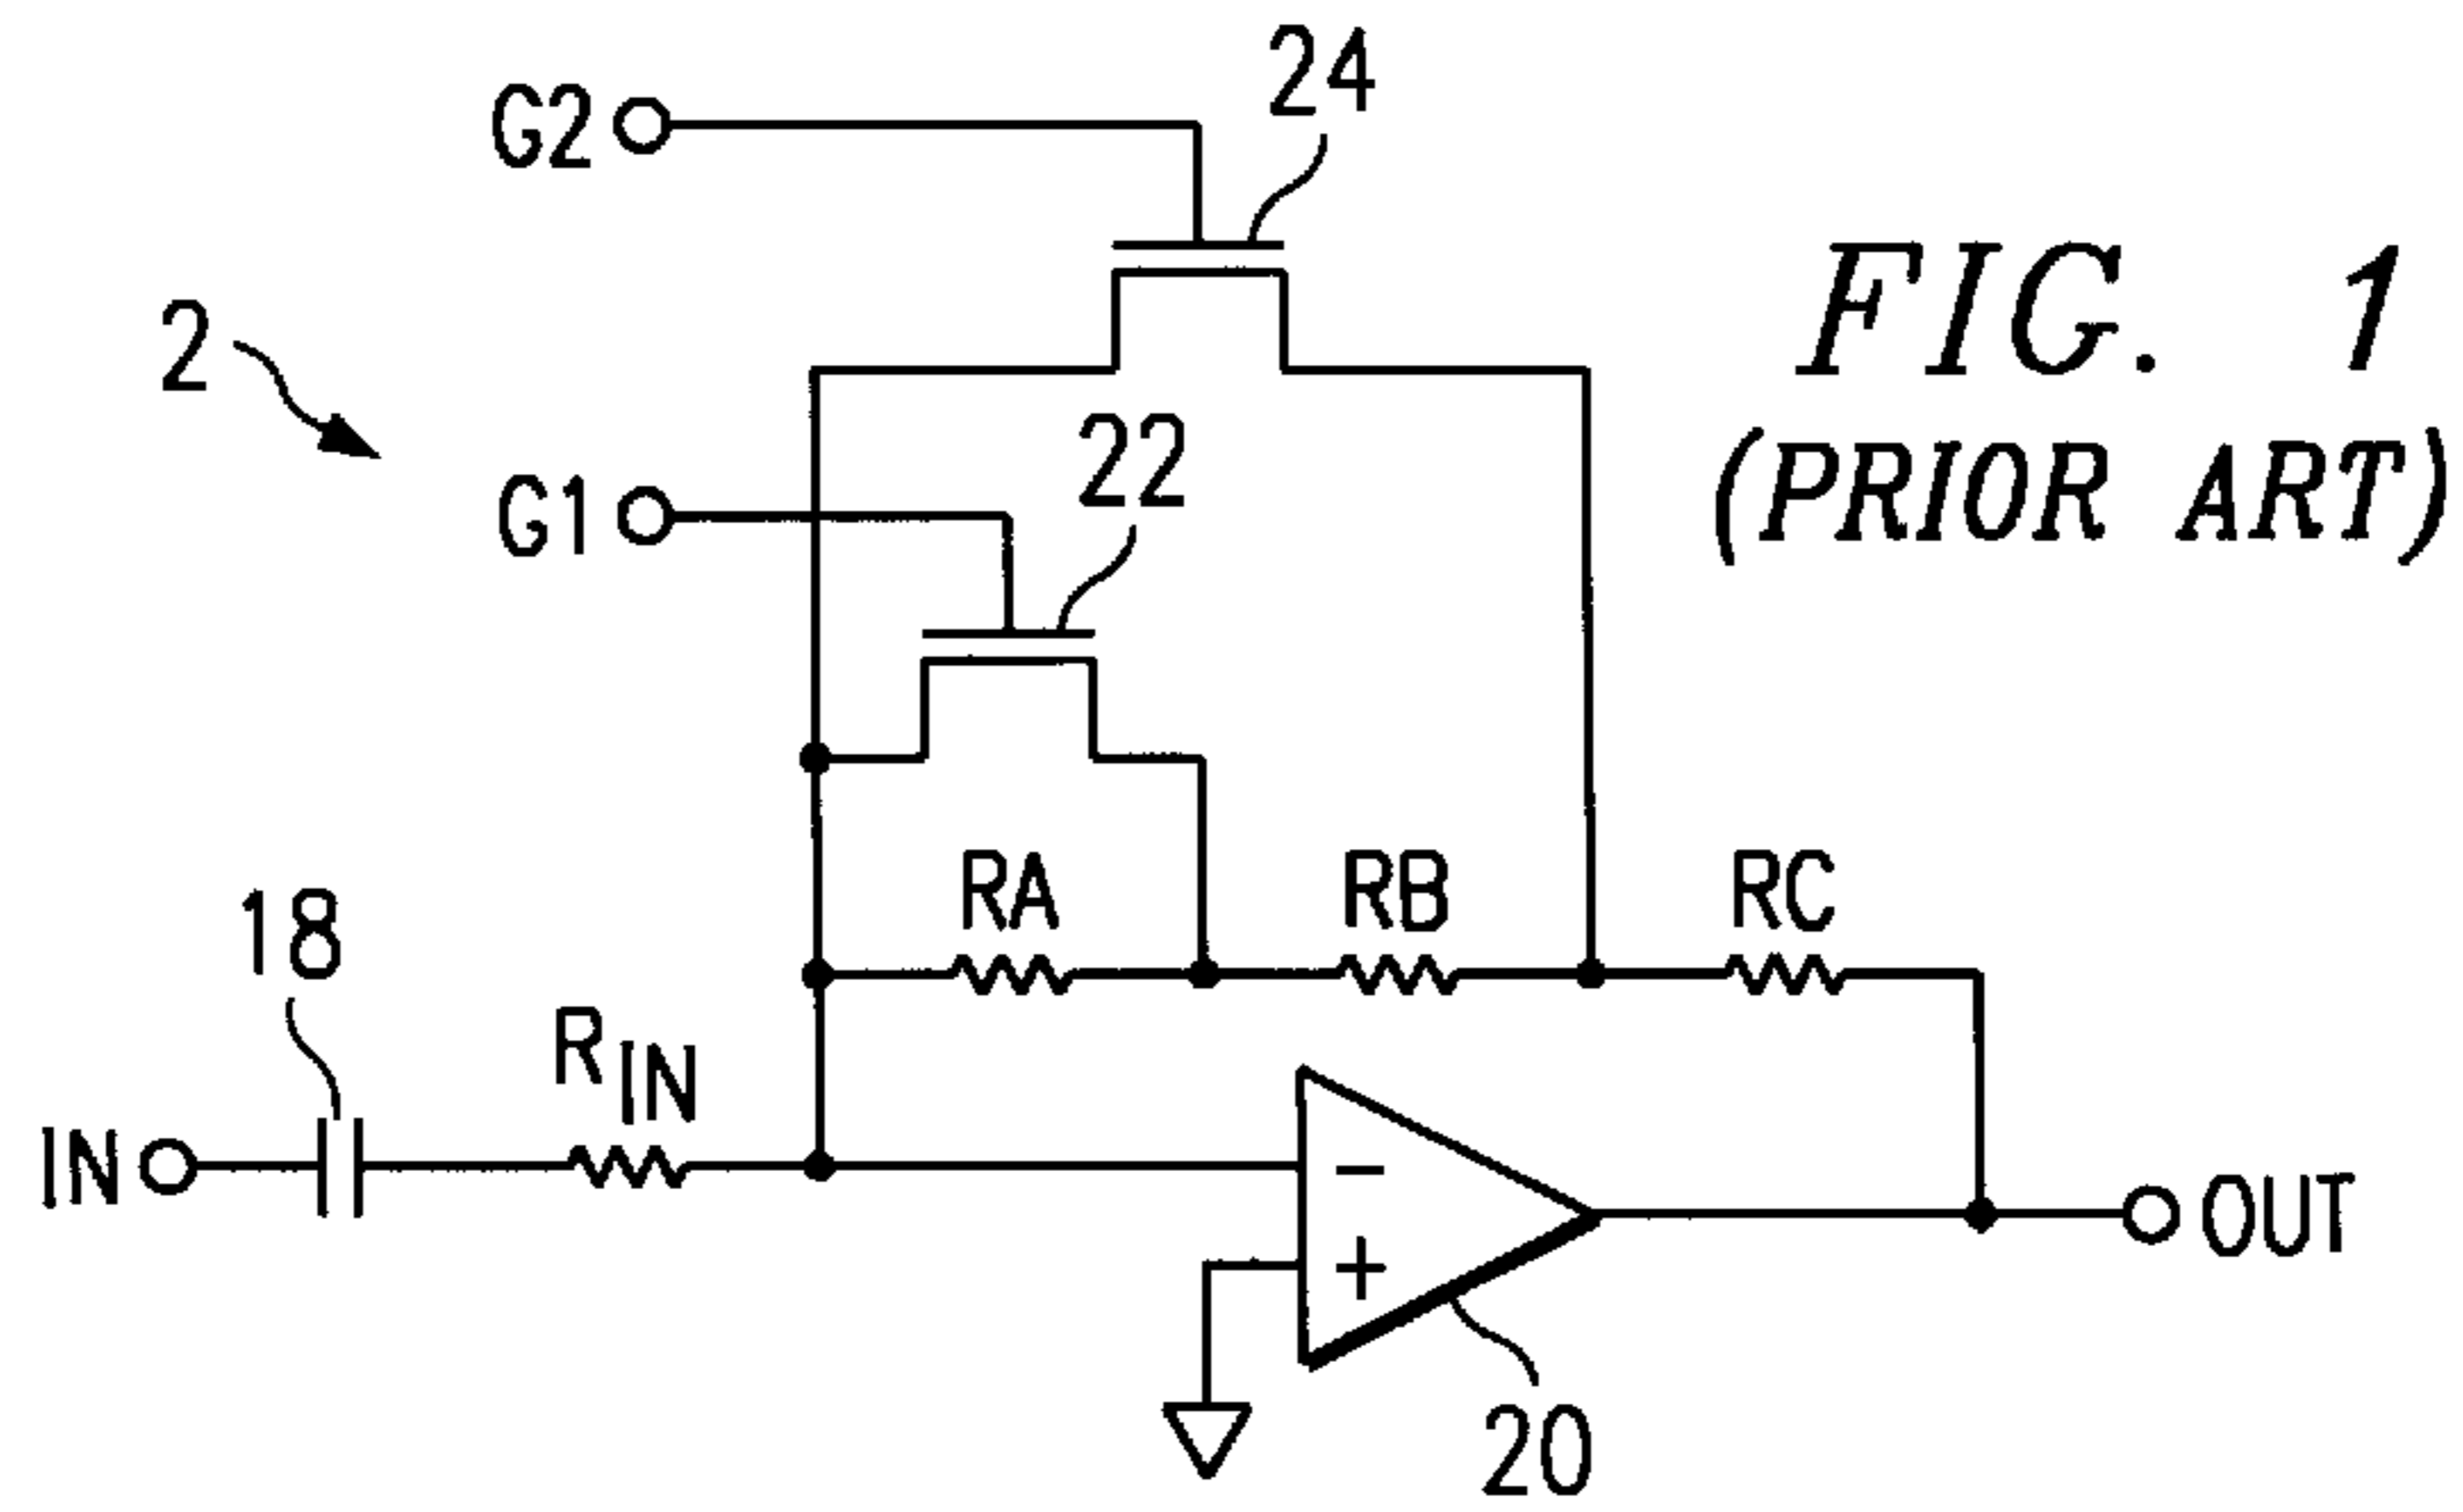 24
G2
FIG. 1
2
(PRIOR ART)
22
G1
RA
RB
RC
18
R IN
IN
−
+
OUT
20